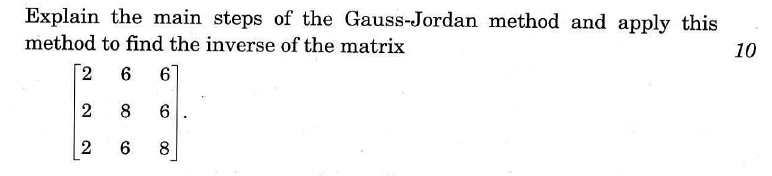 Explain the main steps of the Gauss-Jordan method and apply this
method to find the inverse of the matrix 10
[2 6 6
2 8 6
2 6 8].